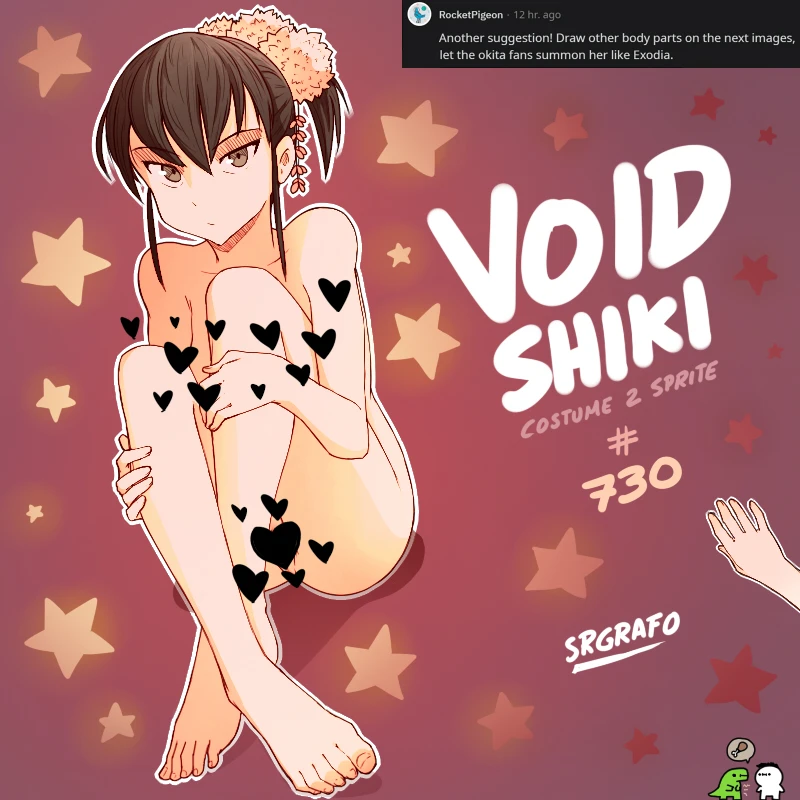 RocketPigeon · 12 hr. ago
Another suggestion! Draw other body parts on the next images,
let the okita fans summon her like Exodia.
VOID
SHIKI
COSTUME 2 SPRITE
#
730
SRGRAFO